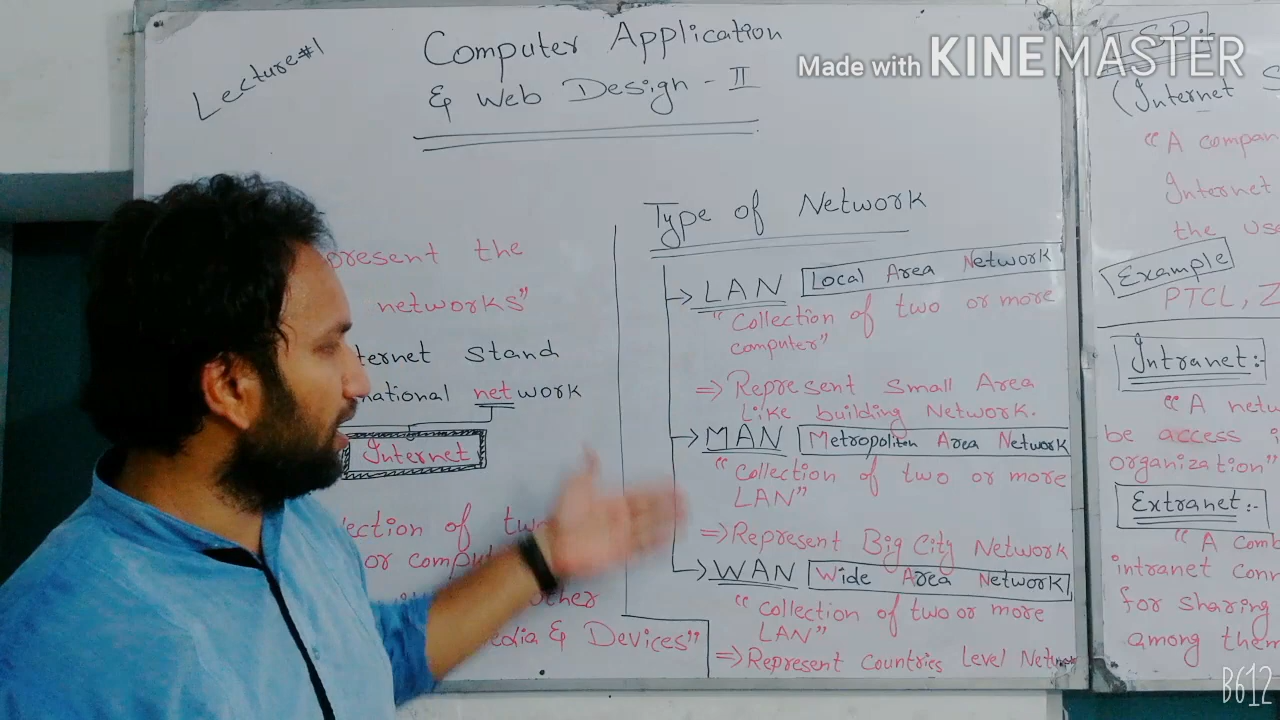 Lecture#1
Computer Application
& Web Design - II
Made with KINEMASTER
present the
networks”
ternet stand
national network
Internet
lection of two
or computer
other
edia & Devices”
Type of Network
LAN Local Area Network
“Collection of two or more
computer”
⇒ Represent Small Area
Like building Network.
MAN Metropoliton Area Network
“Collection of two or more
LAN”
⇒ Represent Big City Network
WAN Wide Area Network
“Collection of two or more
LAN”
⇒ Represent Countries Level
I.S.P:-
(Internet S
“A compan
Internet
the use
Example
PTCL, Z
Intranet:-
“A netw
be access i
organization”
Extranet:-
“A comb
intranet conn
for sharing
among them
B612